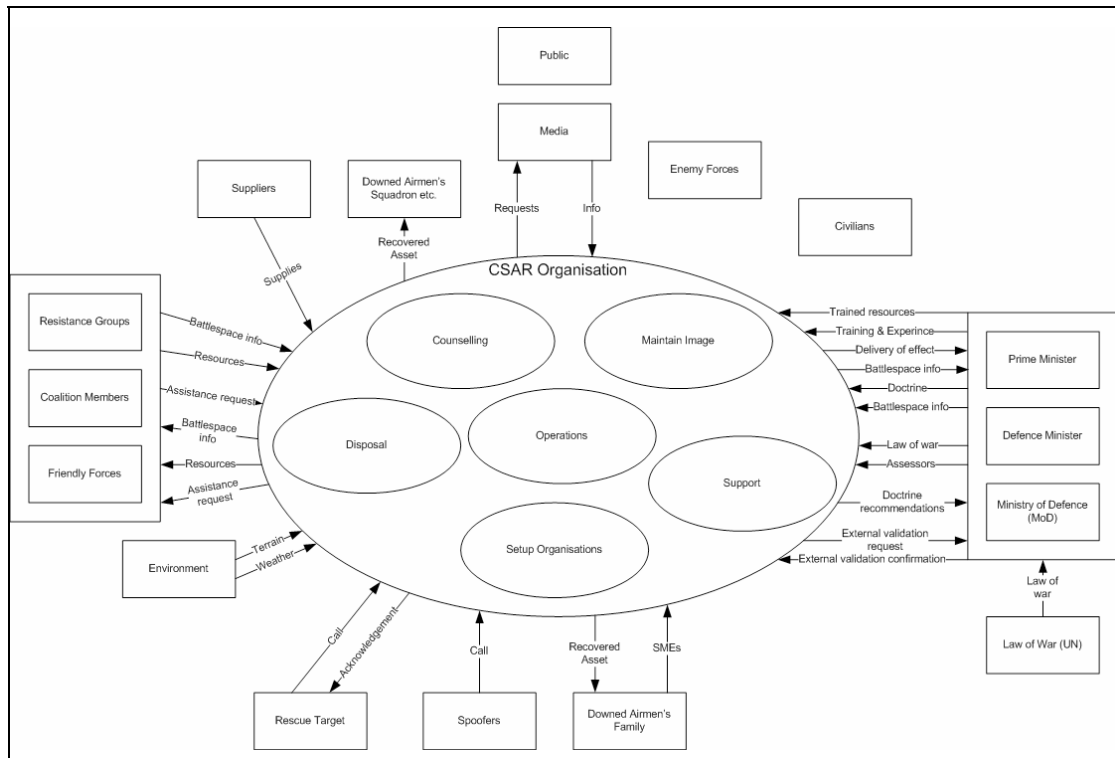 Public
Media
Enemy Forces
Suppliers
Downed Airmen's
Squadron etc.
Civilians
Requests
Info
Recovered
Asset
Supplies
CSAR Organisation
Resistance Groups
Coalition Members
Friendly Forces
Battlespace info
Resources
Assistance request
Battlespace
info
Resources
Assistance
request
Counselling
Maintain Image
Disposal
Operations
Support
Setup Organisations
Trained resources
Training & Experince
Delivery of effect
Battlespace info
Doctrine
Battlespace info
Law of war
Assessors
Doctrine
recommendations
External validation
request
External validation confirmation
Prime Minister
Defence Minister
Ministry of Defence
(MoD)
Law of
war
Law of War (UN)
Environment
Terrain
Weather
Call
Acknowledgement
Call
Recovered
Asset
SMEs
Rescue Target
Spoofers
Downed Airmen's
Family